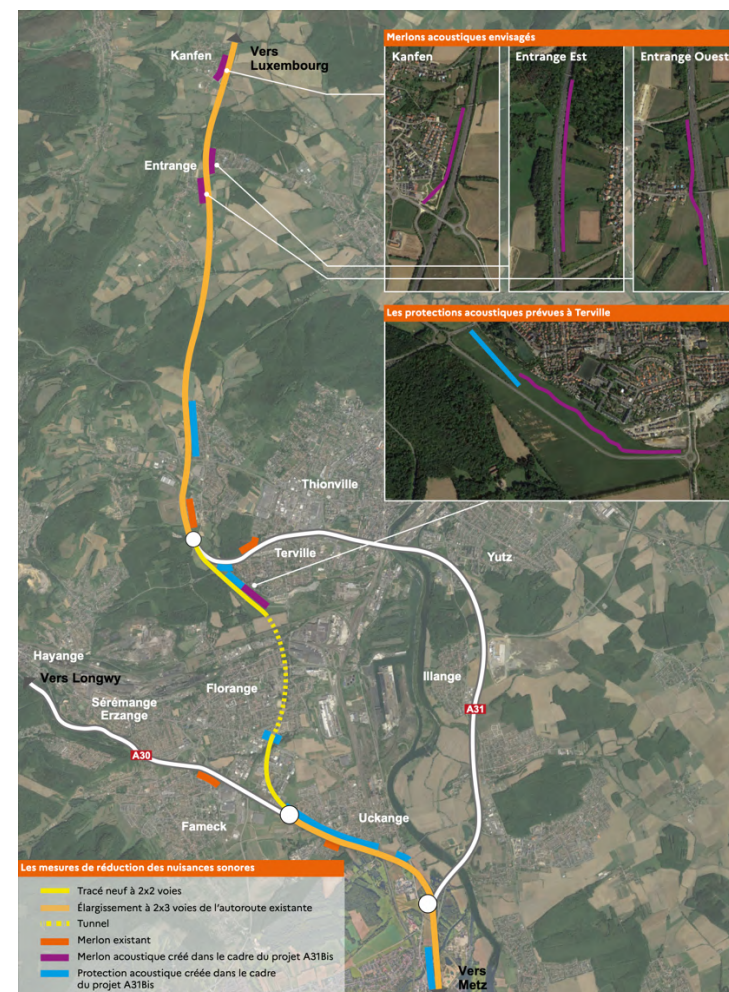 Kanfen
Vers
Luxembourg
Entrange
Merlons acoustiques envisagés
Kanfen
Entrange Est
Entrange Ouest
Les protections acoustiques prévues à Terville
Thionville
Terville
Yutz
Hayange
Vers Longwy
Sérémange
Erzange
Florange
Illange
A31
A30
Fameck
Uckange
Les mesures de réduction des nuisances sonores
Tracé neuf à 2x2 voies
Élargissement à 2x3 voies de l'autoroute existante
Tunnel
Merlon existant
Merlon acoustique créé dans le cadre du projet A31Bis
Protection acoustique créée dans le cadre
du projet A31Bis
Vers
Metz